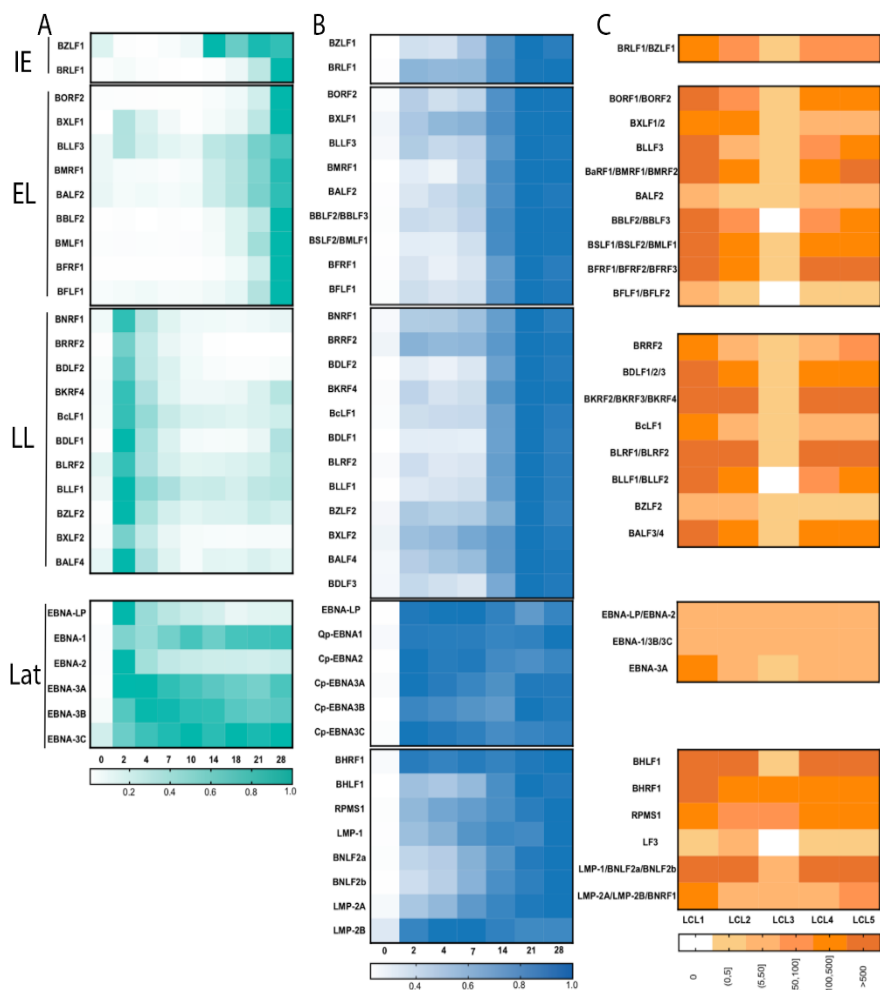 A
IE
BZLF1
BRLF1
EL
BORF2
BXLF1
BLLF3
BMRF1
BALF2
BBLF2
BMLF1
BFRF1
BFLF1
LL
BNRF1
BRRF2
BDLF2
BKRF4
BcLF1
BDLF1
BLRF2
BLLF1
BZLF2
BXLF2
BALF4
Lat
EBNA-LP
EBNA-1
EBNA-2
EBNA-3A
EBNA-3B
EBNA-3C
0 2 4 7 10 14 18 21 28
0.2 0.4 0.6 0.8 1.0
B
BZLF1
BRLF1
BORF2
BXLF1
BLLF3
BMRF1
BALF2
BBLF2/BBLF3
BSLF2/BMLF1
BFRF1
BFLF1
BNRF1
BRRF2
BDLF2
BKRF4
BcLF1
BDLF1
BLRF2
BLLF1
BZLF2
BXLF2
BALF4
BDLF3
EBNA-LP
Qp-EBNA1
Cp-EBNA2
Cp-EBNA3A
Cp-EBNA3B
Cp-EBNA3C
BHRF1
BHLF1
RPMS1
LMP-1
BNLF2a
BNLF2b
LMP-2A
LMP-2B
0 2 4 7 14 21 28
0.4 0.6 0.8 1.0
C
BRLF1/BZLF1
BORF1/BORF2
BXLF1/2
BLLF3
BaRF1/BMRF1/BMRF2
BALF2
BBLF2/BBLF3
BSLF1/BSLF2/BMLF1
BFRF1/BFRF2/BFRF3
BFLF1/BFLF2
BRRF2
BDLF1/2/3
BKRF2/BKRF3/BKRF4
BcLF1
BLRF1/BLRF2
BLLF1/BLLF2
BZLF2
BALF3/4
EBNA-LP/EBNA-2
EBNA-1/3B/3C
EBNA-3A
BHLF1
BHRF1
RPMS1
LF3
LMP-1/BNLF2a/BNLF2b
LMP-2A/LMP-2B/BNRF1
LCL1 LCL2 LCL3 LCL4 LCL5
0
(0,5]
(5,50]
50,100]
100,500]
>500